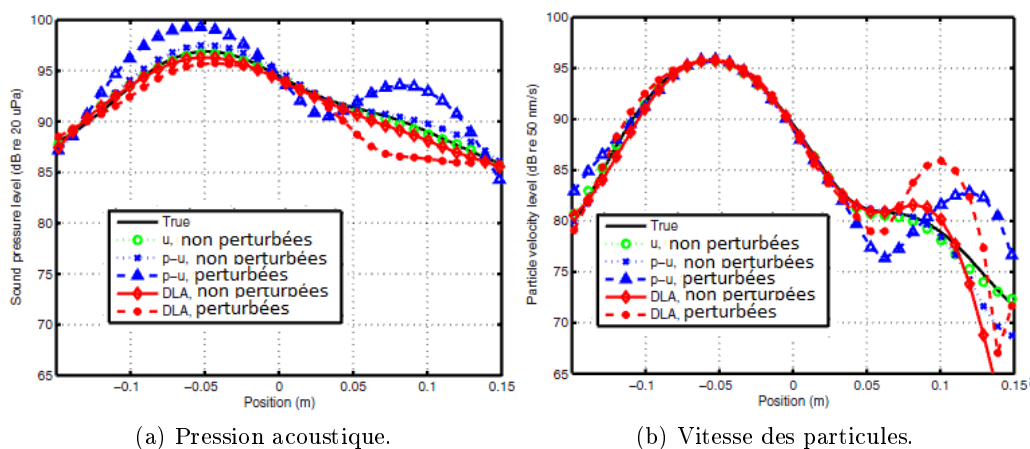 100
95
90
85
80
75
70
65
Sound pressure level (dB re 20 uPa)
True
u, non perturbées
p-u, non perturbées
p-u, perturbées
DLA, non perturbées
DLA, perturbées
−0.1
−0.05
0
0.05
0.1
0.15
Position (m)
(a) Pression acoustique.
100
95
90
85
80
75
70
65
Particle velocity level (dB re 50 nm/s)
True
u, non perturbées
p-u, non perturbées
p-u, perturbées
DLA, non perturbées
DLA, perturbées
−0.1
−0.05
0
0.05
0.1
0.15
Position (m)
(b) Vitesse des particules.